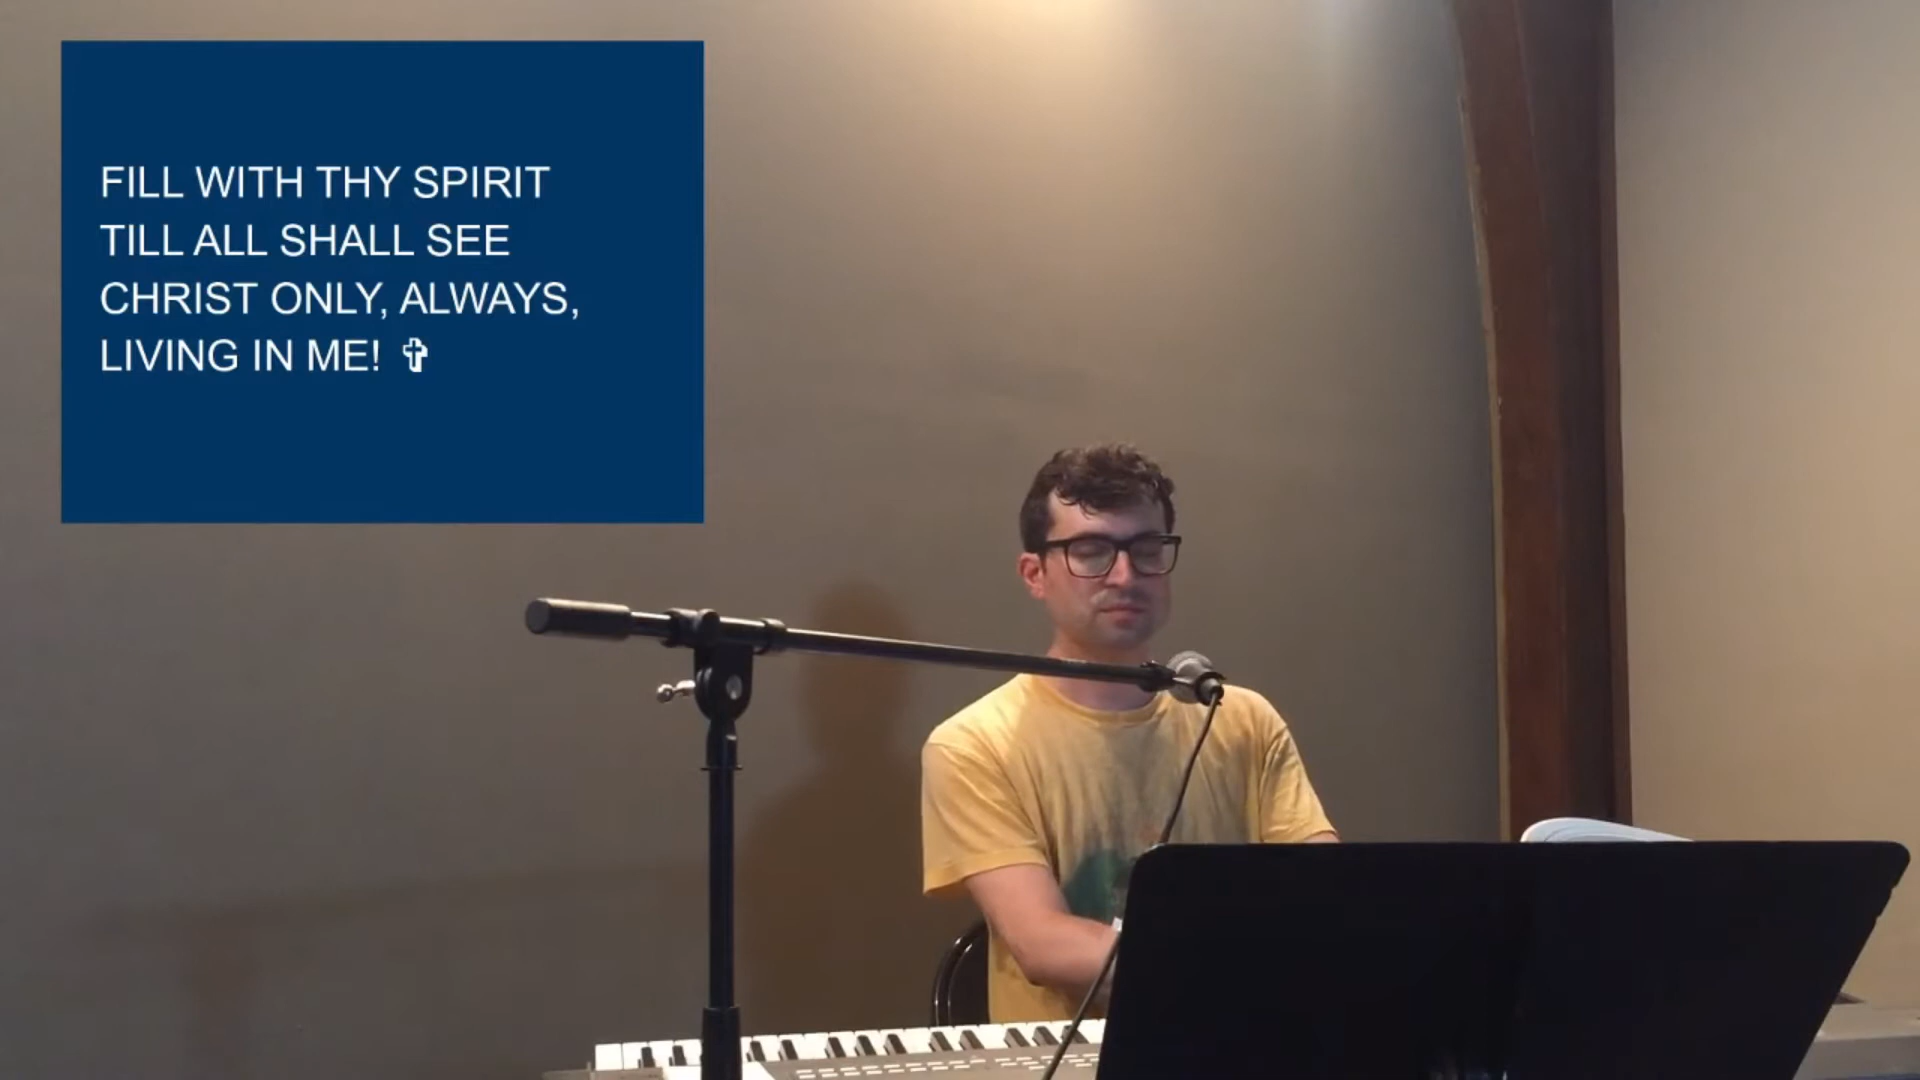 FILL WITH THY SPIRIT
TILL ALL SHALL SEE
CHRIST ONLY, ALWAYS,
LIVING IN ME! ✞